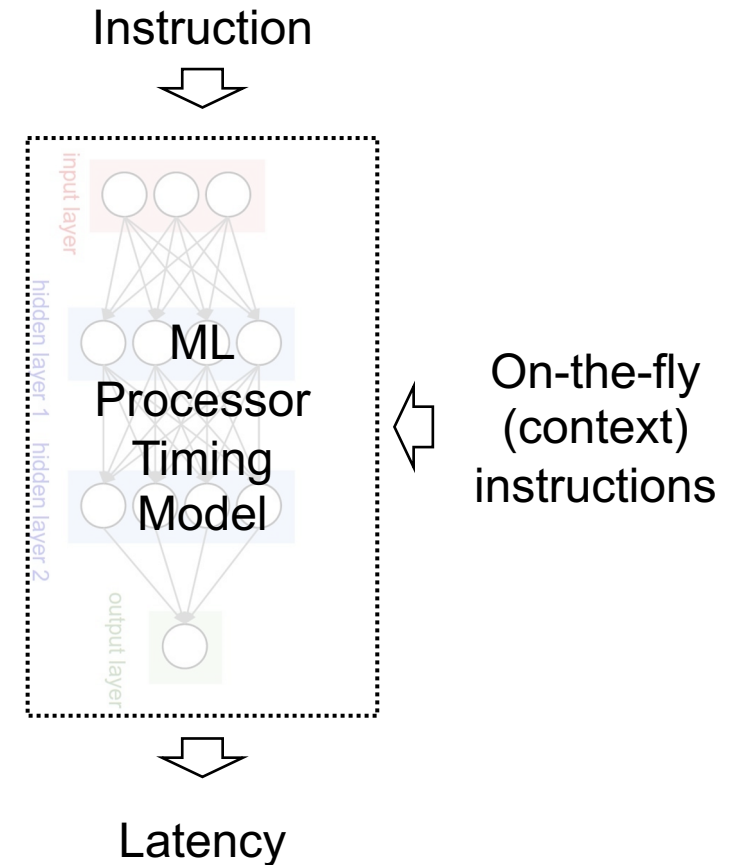 Instruction
input layer
hidden layer 1
hidden layer 2
output layer
ML
Processor
Timing
Model
On-the-fly
(context)
instructions
Latency